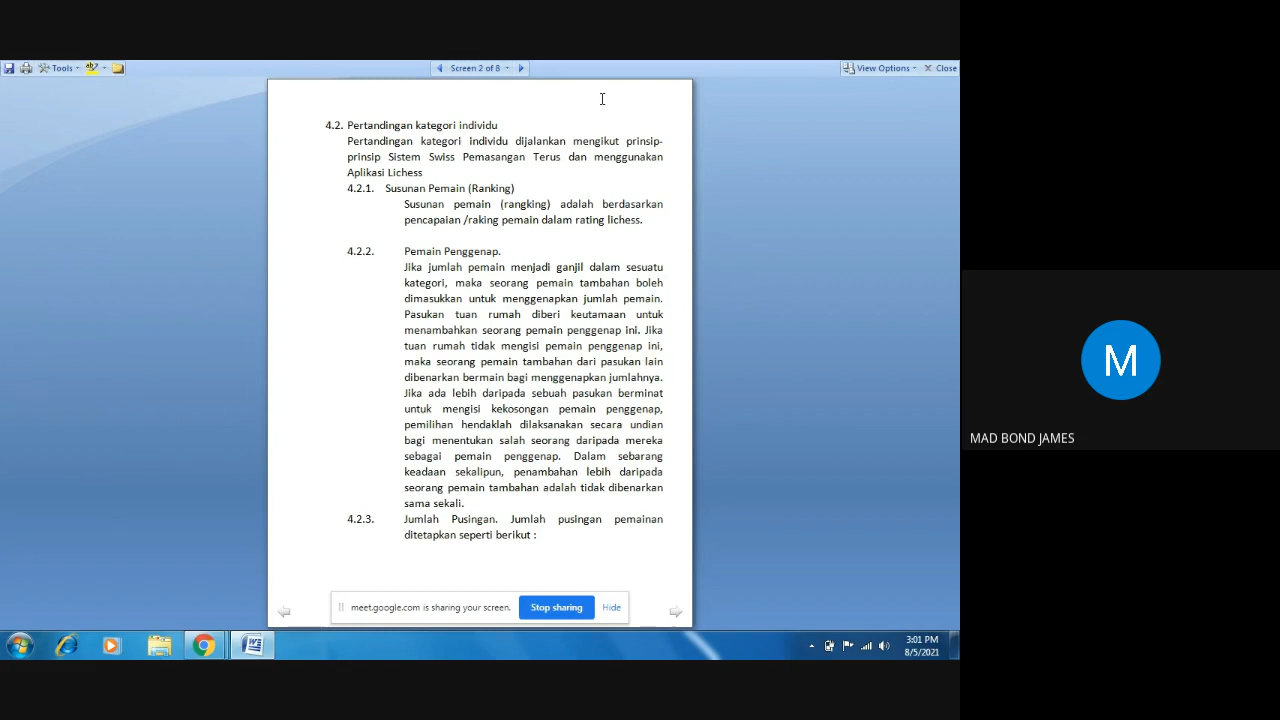 Tools
Screen 2 of 8
View Options
Close
4.2. Pertandingan kategori individu
Pertandingan kategori individu dijalankan mengikut prinsip-
prinsip Sistem Swiss Pemasangan Terus dan menggunakan
Aplikasi Lichess
4.2.1. Susunan Pemain (Ranking)
Susunan pemain (rangking) adalah berdasarkan
pencapaian /raking pemain dalam rating lichess.
4.2.2. Pemain Penggenap.
Jika jumlah pemain menjadi ganjil dalam sesuatu
kategori, maka seorang pemain tambahan boleh
dimasukkan untuk menggenapkan jumlah pemain.
Pasukan tuan rumah diberi keutamaan untuk
menambahkan seorang pemain penggenap ini. Jika
tuan rumah tidak mengisi pemain penggenap ini,
maka seorang pemain tambahan dari pasukan lain
dibenarkan bermain bagi menggenapkan jumlahnya.
Jika ada lebih daripada sebuah pasukan berminat
untuk mengisi kekosongan pemain penggenap,
pemilihan hendaklah dilaksanakan secara undian
bagi menentukan salah seorang daripada mereka
sebagai pemain penggenap. Dalam sebarang
keadaan sekalipun, penambahan lebih daripada
seorang pemain tambahan adalah tidak dibenarkan
sama sekali.
4.2.3. Jumlah Pusingan. Jumlah pusingan pemainan
ditetapkan seperti berikut :
meet.google.com is sharing your screen.
Stop sharing
Hide
3:01 PM
8/5/2021
M
MAD BOND JAMES